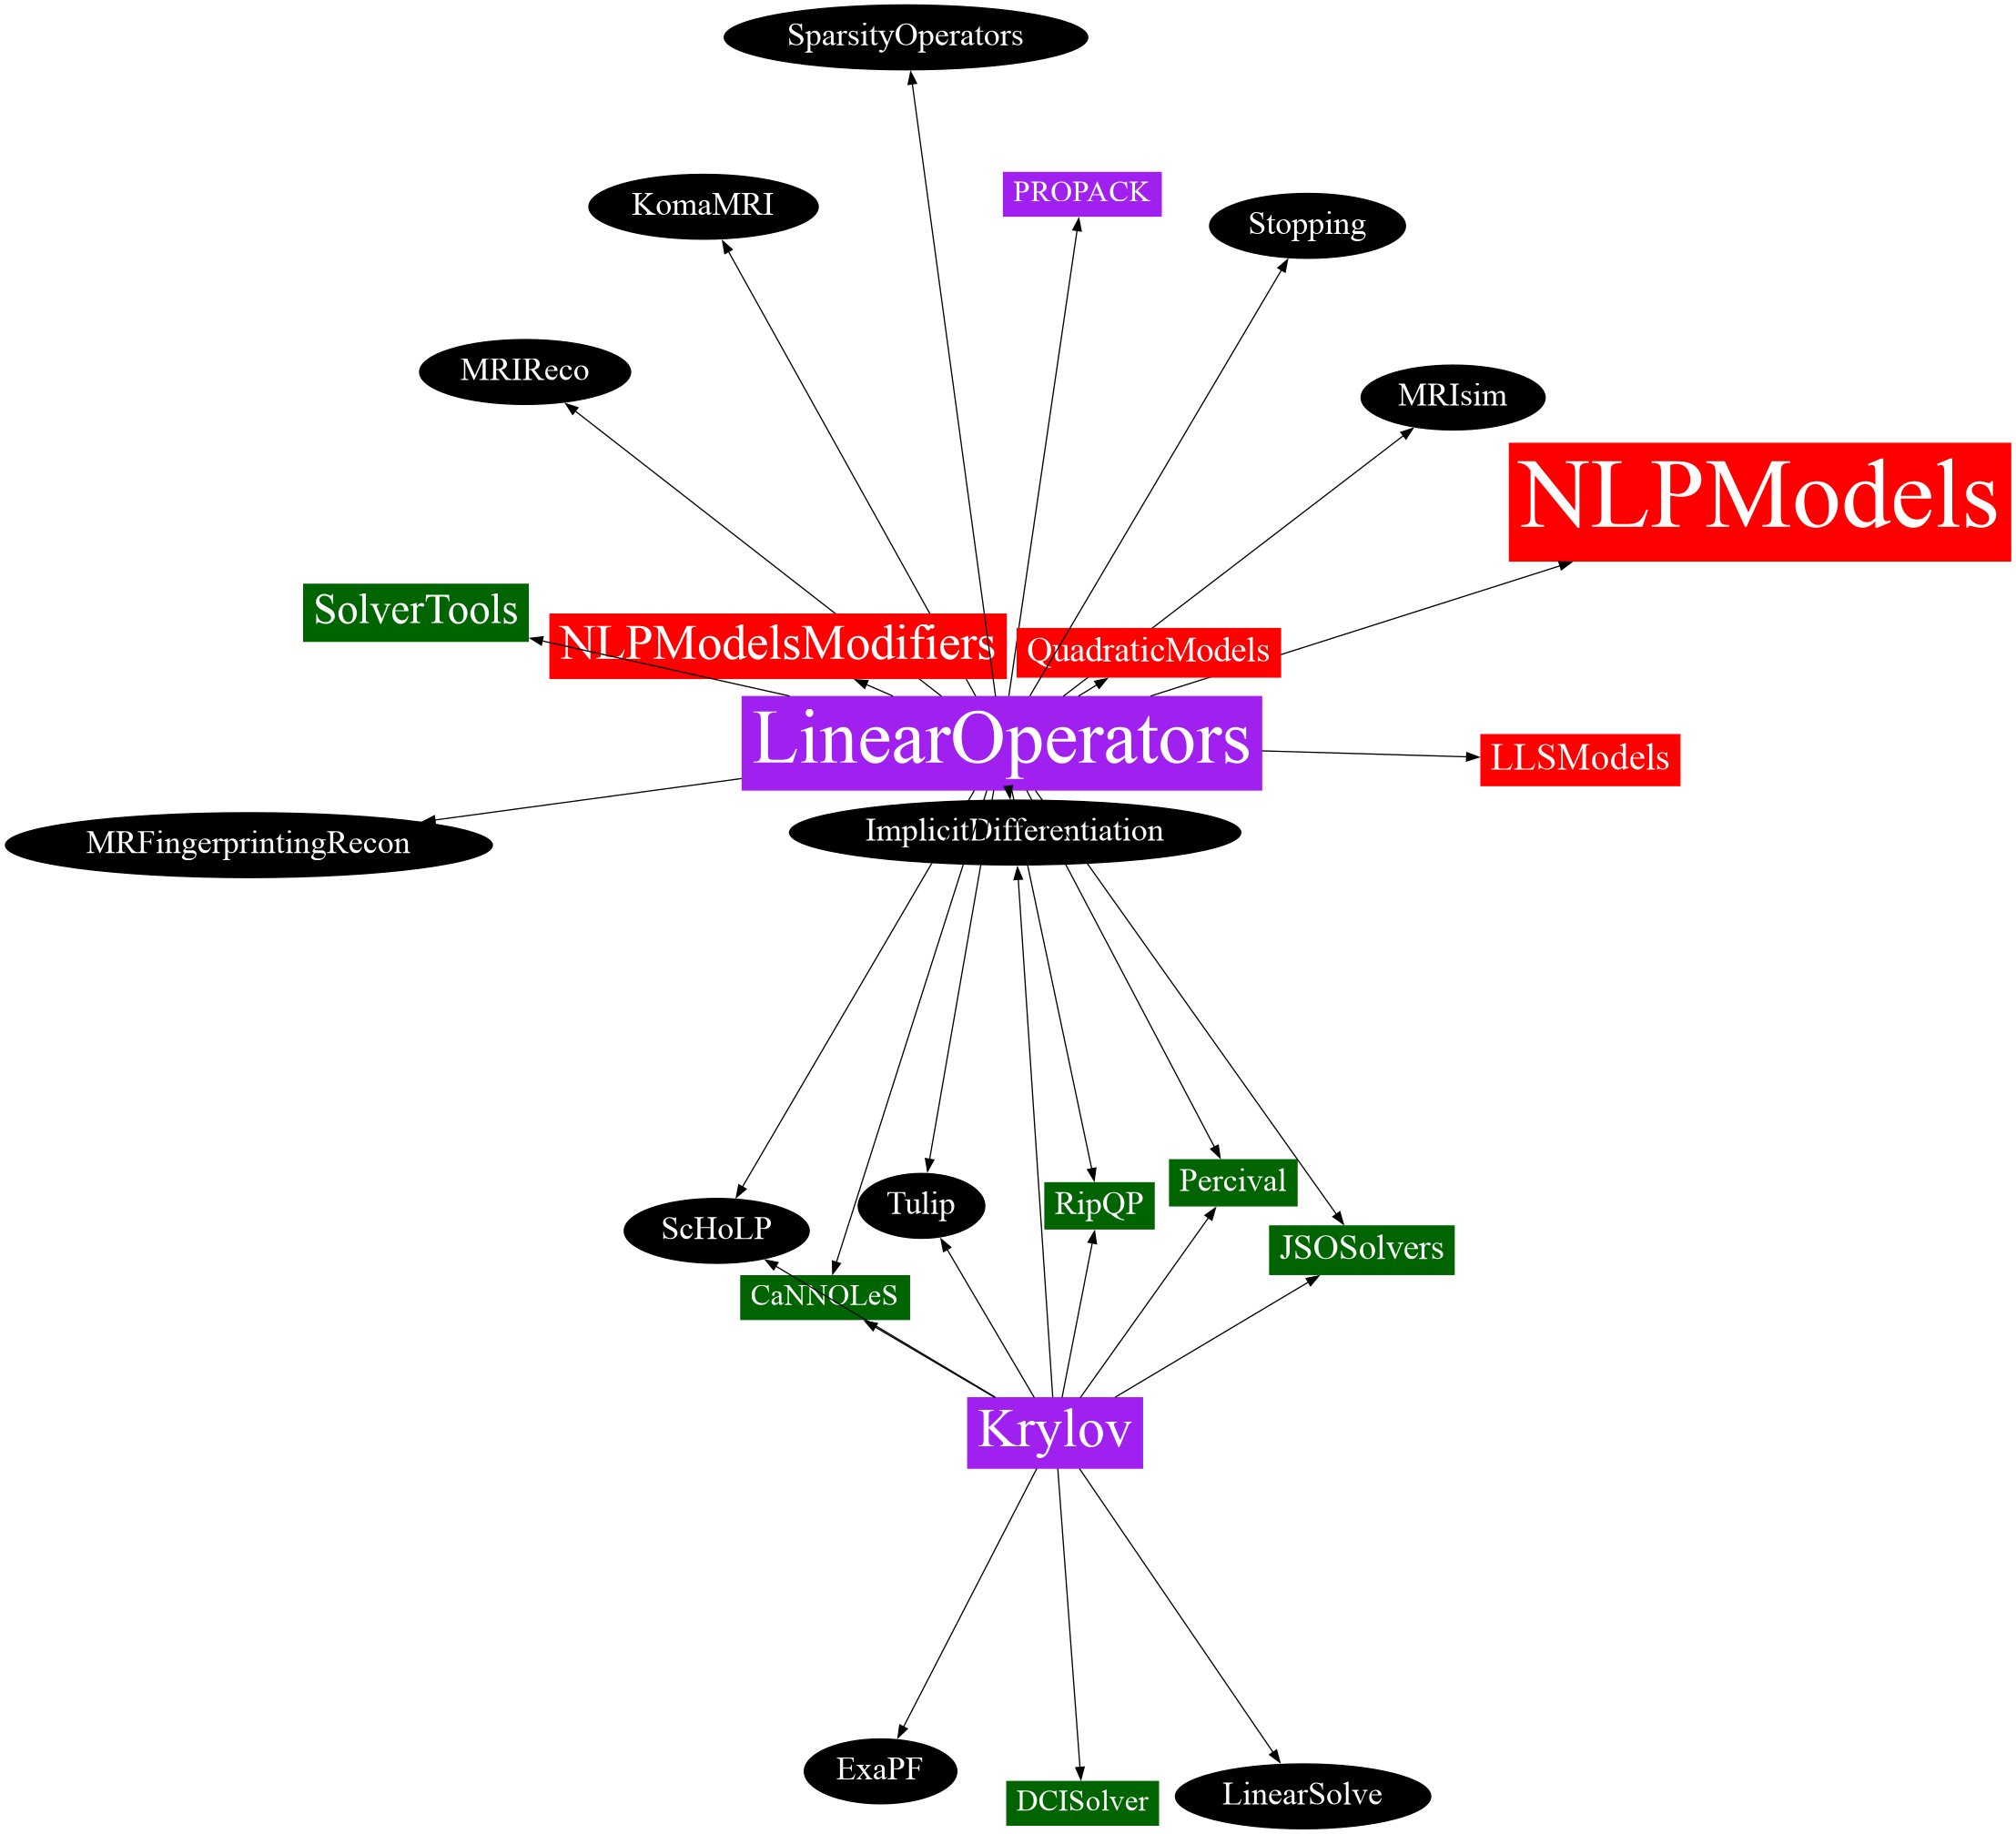 SparsityOperators
PROPACK
KomaMRI
Stopping
MRIReco
MRIsim
NLPModels
SolverTools
NLPModelsModifiers
QuadraticModels
LinearOperators
LLSModels
ImplicitDifferentiation
MRFingerprintingRecon
Percival
Tulip
RipQP
ScHoLP
JSOSolvers
CaNNOLeS
Krylov
ExaPF
LinearSolve
DCISolver